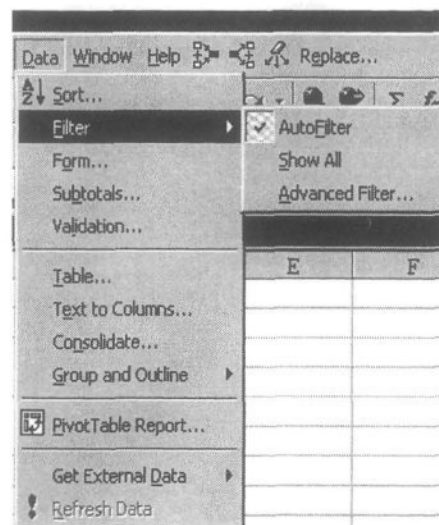 Data Window Help Replace...
Sort...
Filter
AutoFilter
Form...
Show All
Subtotals...
Advanced Filter...
Validation...
E F
Table...
Text to Columns...
Consolidate...
Group and Outline
PivotTable Report...
Get External Data
Refresh Data